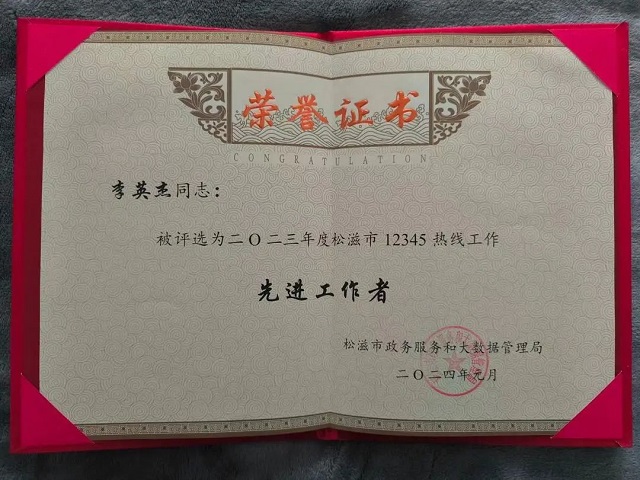 荣誉证书
CONGRATULATION
李英杰同志：
被评选为二〇二三年度松滋市12345热线工作
先进工作者
松滋市政务服务和大数据管理局
二〇二四年元月